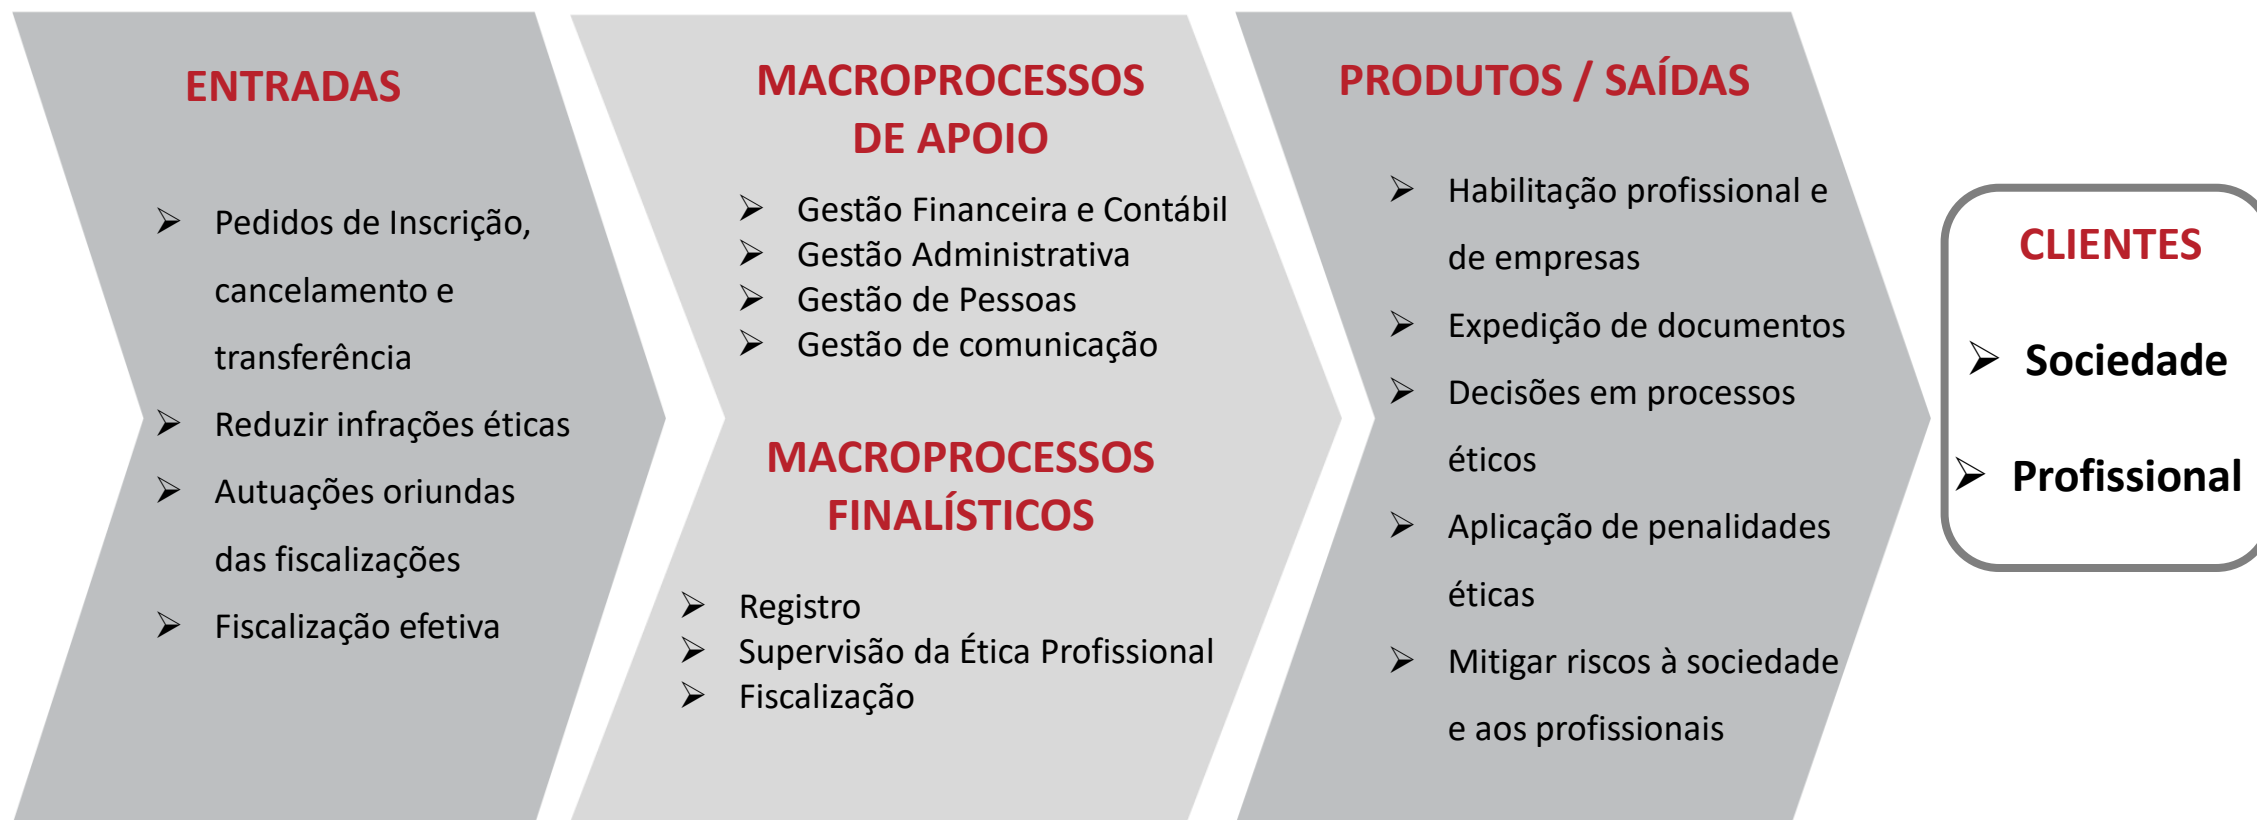 ENTRADAS
➢ Pedidos de Inscrição,
cancelamento e
transferência
➢ Reduzir infrações éticas
➢ Autuações oriundas
das fiscalizações
➢ Fiscalização efetiva
MACROPROCESSOS
DE APOIO
➢ Gestão Financeira e Contábil
➢ Gestão Administrativa
➢ Gestão de Pessoas
➢ Gestão de comunicação
MACROPROCESSOS
FINALÍSTICOS
➢ Registro
➢ Supervisão da Ética Profissional
➢ Fiscalização
PRODUTOS / SAÍDAS
➢ Habilitação profissional e
de empresas
➢ Expedição de documentos
➢ Decisões em processos
éticos
➢ Aplicação de penalidades
éticas
➢ Mitigar riscos à sociedade
e aos profissionais
CLIENTES
➢ Sociedade
➢ Profissional